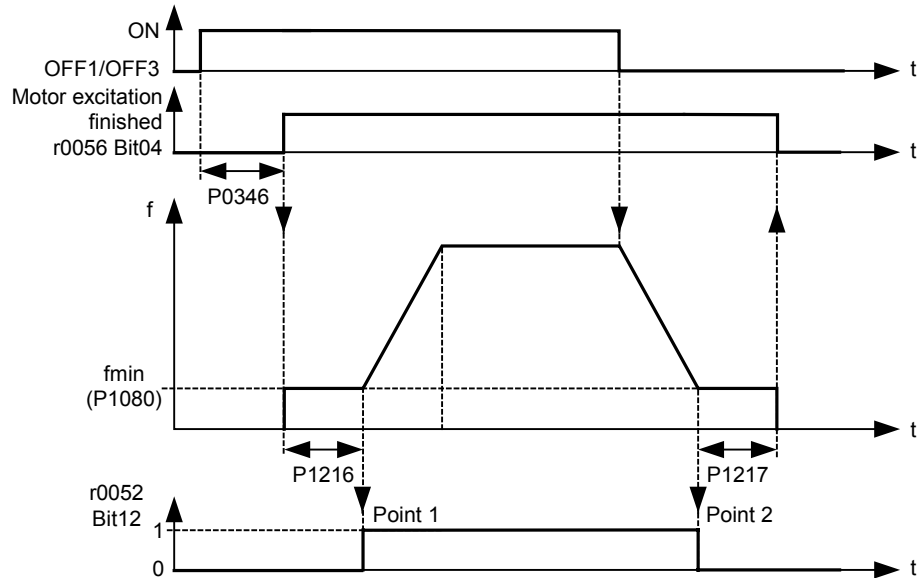 ON
OFF1/OFF3
t
Motor excitation
finished
r0056 Bit04
t
P0346
f
fmin
(P1080)
t
P1216
P1217
r0052
Bit12
1
Point 1
Point 2
0
t